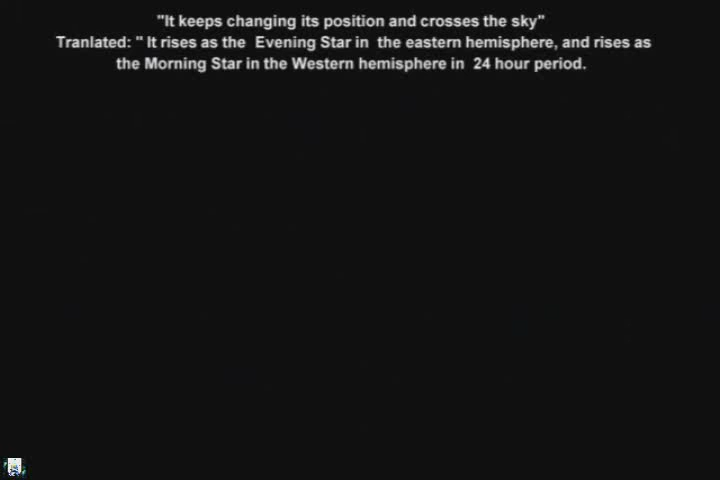 "It keeps changing its position and crosses the sky"
Tranlated: " It rises as the Evening Star in the eastern hemisphere, and rises as
the Morning Star in the Western hemisphere in 24 hour period.